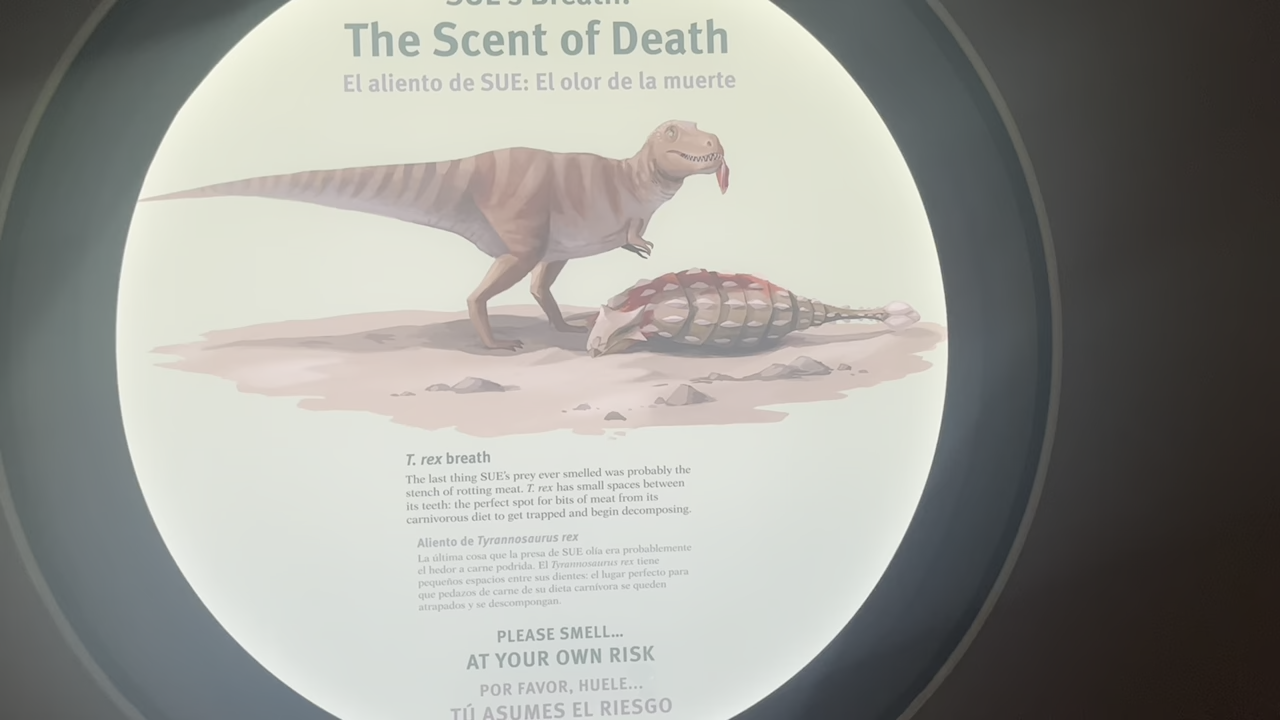 SUE's Breath:
The Scent of Death
El aliento de SUE: El olor de la muerte
T. rex breath
The last thing SUE's prey ever smelled was probably the
stench of rotting meat. T. rex has small spaces between
its teeth: the perfect spot for bits of meat from its
carnivorous diet to get trapped and begin decomposing.
Aliento de Tyrannosaurus rex
La última cosa que la presa de SUE olía era probablemente
el hedor a carne podrida. El Tyrannosaurus rex tiene
pequeños espacios entre sus dientes: el lugar perfecto para
que pedazos de carne de su dieta carnívora se queden
atrapados y se descompongan.
PLEASE SMELL...
AT YOUR OWN RISK
POR FAVOR, HUELE...
TÚ ASUMES EL RIESGO